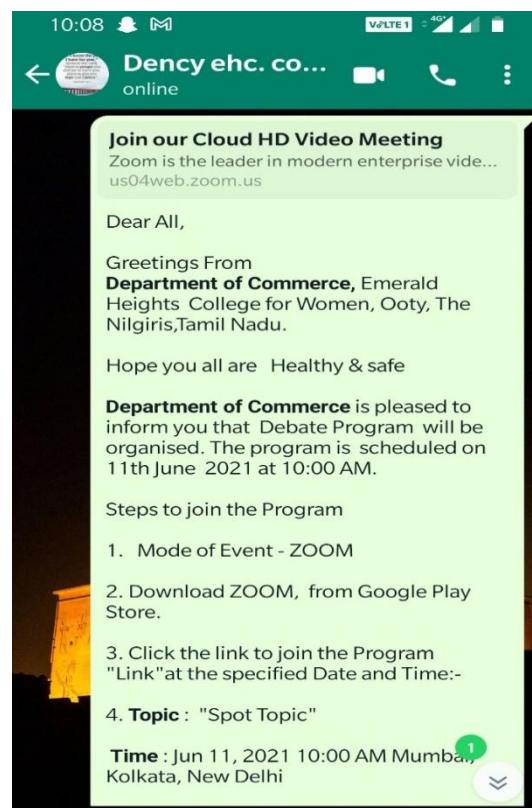 10:08
VoLTE 1 4G+
Dency ehc. co...
online
Join our Cloud HD Video Meeting
Zoom is the leader in modern enterprise vide...
us04web.zoom.us
Dear All,
Greetings From
Department of Commerce, Emerald
Heights College for Women, Ooty, The
Nilgiris,Tamil Nadu.
Hope you all are Healthy & safe
Department of Commerce is pleased to
inform you that Debate Program will be
organised. The program is scheduled on
11th June 2021 at 10:00 AM.
Steps to join the Program
1. Mode of Event - ZOOM
2. Download ZOOM, from Google Play
Store.
3. Click the link to join the Program
"Link"at the specified Date and Time:-
4. Topic : "Spot Topic"
Time : Jun 11, 2021 10:00 AM Mumbai,
Kolkata, New Delhi
1